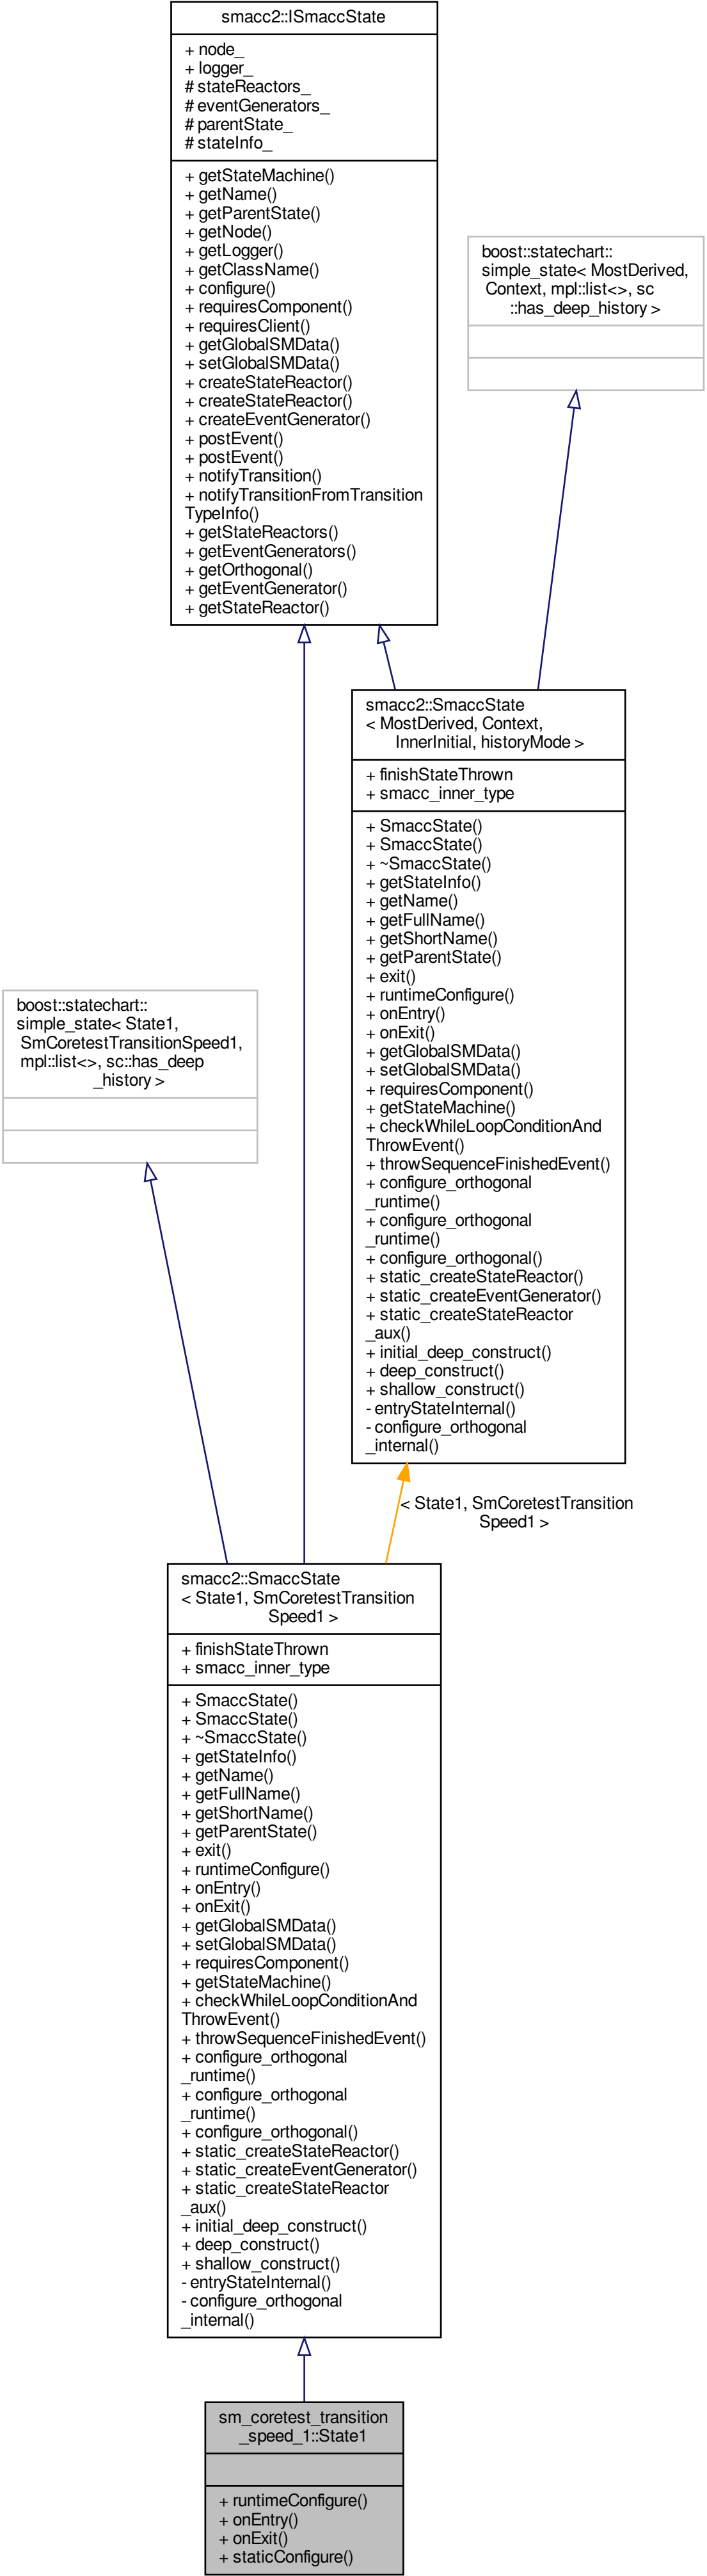 smacc2::ISmaccState
+ node_
+ logger_
# stateReactors_
# eventGenerators_
# parentState_
# stateInfo_
+ getStateMachine()
+ getName()
+ getParentState()
+ getNode()
+ getLogger()
+ getClassName()
+ configure()
+ requiresComponent()
+ requiresClient()
+ getGlobalSMData()
+ setGlobalSMData()
+ createStateReactor()
+ createStateReactor()
+ createEventGenerator()
+ postEvent()
+ postEvent()
+ notifyTransition()
+ notifyTransitionFromTransition
TypeInfo()
+ getStateReactors()
+ getEventGenerators()
+ getOrthogonal()
+ getEventGenerator()
+ getStateReactor()
boost::statechart::
simple_state< MostDerived,
Context, mpl::list<>, sc
::has_deep_history >
smacc2::SmaccState
< MostDerived, Context,
InnerInitial, historyMode >
+ finishStateThrown
+ smacc_inner_type
+ SmaccState()
+ SmaccState()
+ ~SmaccState()
+ getStateInfo()
+ getName()
+ getFullName()
+ getShortName()
+ getParentState()
+ exit()
+ runtimeConfigure()
+ onEntry()
+ onExit()
+ getGlobalSMData()
+ setGlobalSMData()
+ requiresComponent()
+ getStateMachine()
+ checkWhileLoopConditionAnd
ThrowEvent()
+ throwSequenceFinishedEvent()
+ configure_orthogonal
_runtime()
+ configure_orthogonal
_runtime()
+ configure_orthogonal()
+ static_createStateReactor()
+ static_createEventGenerator()
+ static_createStateReactor
_aux()
+ initial_deep_construct()
+ deep_construct()
+ shallow_construct()
- entryStateInternal()
- configure_orthogonal
_internal()
boost::statechart::
simple_state< State1,
SmCoretestTransitionSpeed1,
mpl::list<>, sc::has_deep
_history >
< State1, SmCoretestTransition
Speed1 >
smacc2::SmaccState
< State1, SmCoretestTransition
Speed1 >
+ finishStateThrown
+ smacc_inner_type
+ SmaccState()
+ SmaccState()
+ ~SmaccState()
+ getStateInfo()
+ getName()
+ getFullName()
+ getShortName()
+ getParentState()
+ exit()
+ runtimeConfigure()
+ onEntry()
+ onExit()
+ getGlobalSMData()
+ setGlobalSMData()
+ requiresComponent()
+ getStateMachine()
+ checkWhileLoopConditionAnd
ThrowEvent()
+ throwSequenceFinishedEvent()
+ configure_orthogonal
_runtime()
+ configure_orthogonal
_runtime()
+ configure_orthogonal()
+ static_createStateReactor()
+ static_createEventGenerator()
+ static_createStateReactor
_aux()
+ initial_deep_construct()
+ deep_construct()
+ shallow_construct()
- entryStateInternal()
- configure_orthogonal
_internal()
sm_coretest_transition
_speed_1::State1
+ runtimeConfigure()
+ onEntry()
+ onExit()
+ staticConfigure()